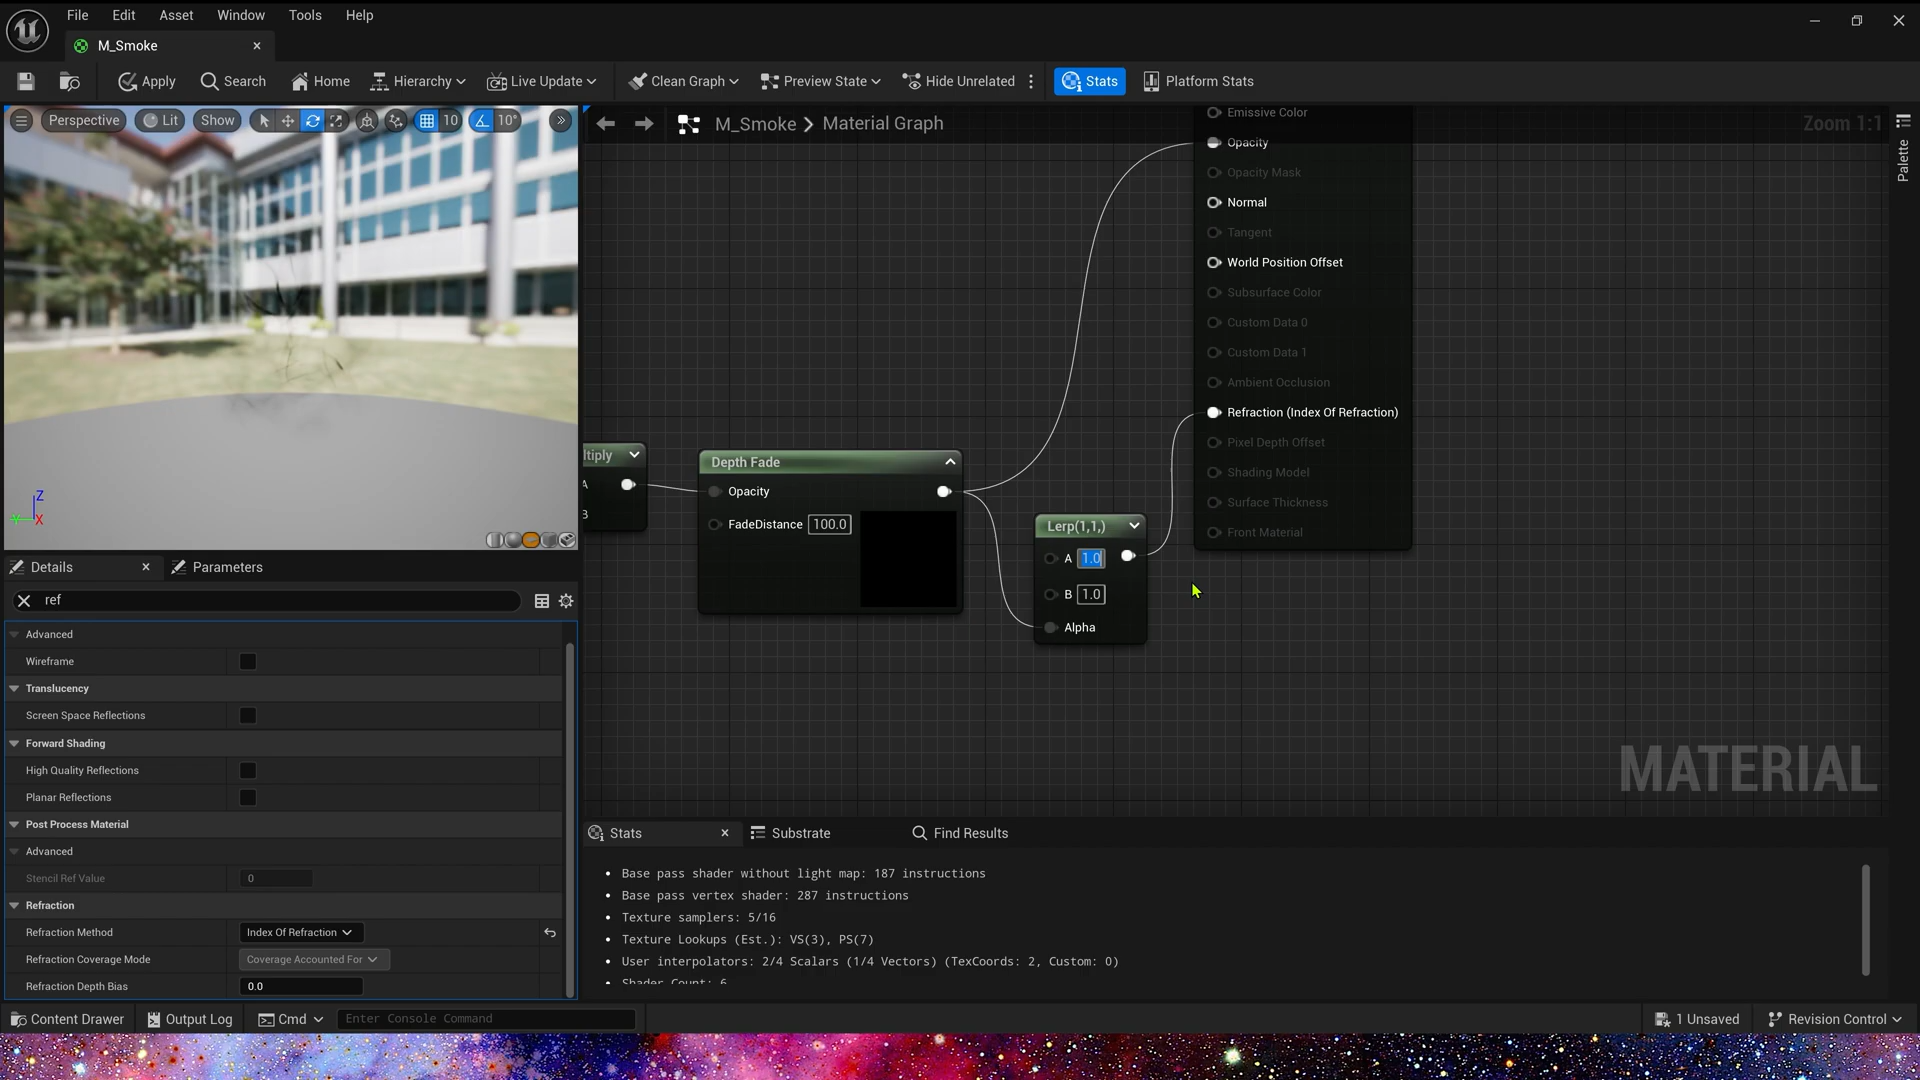 File Edit Asset Window Tools Help
M_Smoke
Apply Search Home Hierarchy Live Update Clean Graph Preview State Hide Unrelated Stats Platform Stats
Perspective Lit Show 10 10°
M_Smoke Material Graph Zoom 1:1
Palette
Emissive Color
Opacity
Opacity Mask
Normal
Tangent
World Position Offset
Subsurface Color
Custom Data 0
Custom Data 1
Ambient Occlusion
Refraction (Index Of Refraction)
Pixel Depth Offset
Shading Model
Surface Thickness
Front Material
ltiply
A
B
Depth Fade
Opacity
FadeDistance 100.0
Lerp(1,1,)
A 1.0
B 1.0
Alpha
Z
Y
X
MATERIAL
Details Parameters
ref
Advanced
Wireframe
Translucency
Screen Space Reflections
Forward Shading
High Quality Reflections
Planar Reflections
Post Process Material
Advanced
Stencil Ref Value 0
Refraction
Refraction Method Index Of Refraction
Refraction Coverage Mode Coverage Accounted For
Refraction Depth Bias 0.0
Stats Substrate Find Results
• Base pass shader without light map: 187 instructions
• Base pass vertex shader: 287 instructions
• Texture samplers: 5/16
• Texture Lookups (Est.): VS(3), PS(7)
• User interpolators: 2/4 Scalars (1/4 Vectors) (TexCoords: 2, Custom: 0)
• Shader Count: 6
Content Drawer Output Log Cmd Enter Console Command 1 Unsaved Revision Control